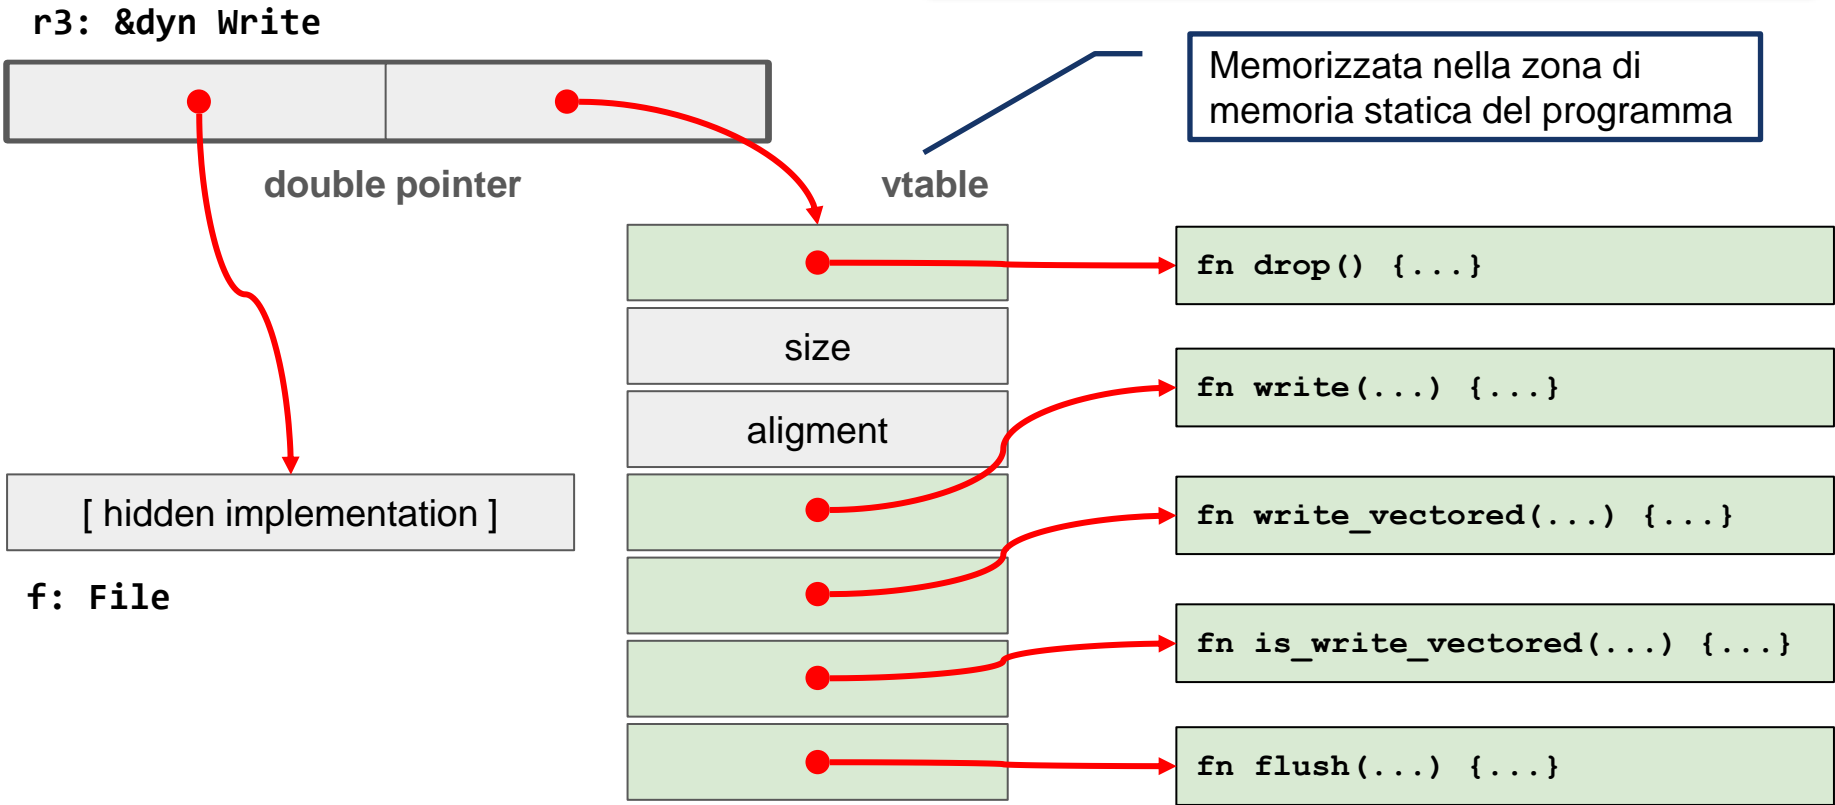 r3: &dyn Write
Memorizzata nella zona di
memoria statica del programma
double pointer
vtable
fn drop() {...}
size
fn write(...) {...}
aligment
[ hidden implementation ]
fn write_vectored(...) {...}
f: File
fn is_write_vectored(...) {...}
fn flush(...) {...}